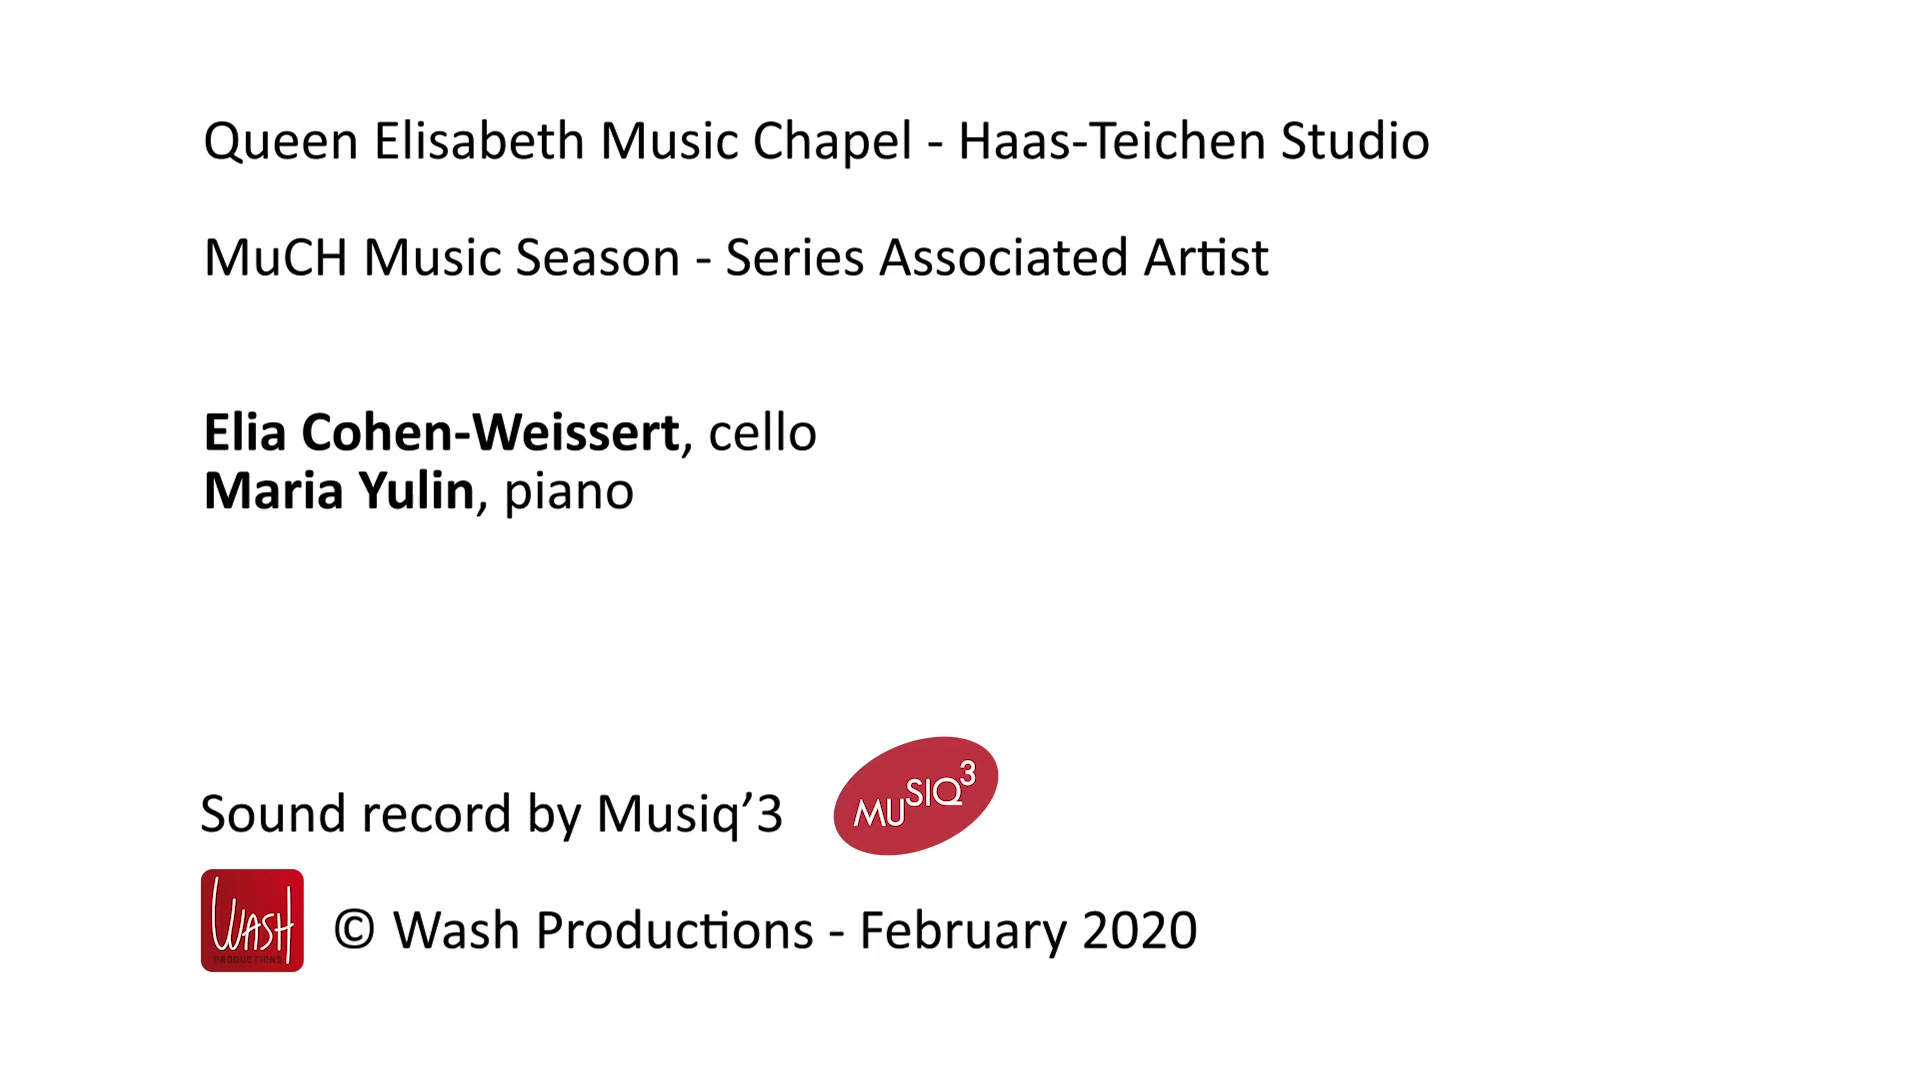 Queen Elisabeth Music Chapel - Haas-Teichen Studio
MuCH Music Season - Series Associated Artist
Elia Cohen-Weissert, cello
Maria Yulin, piano
Sound record by Musiq’3
MUSIQ3
WASH
PRODUCTIONS
© Wash Productions - February 2020